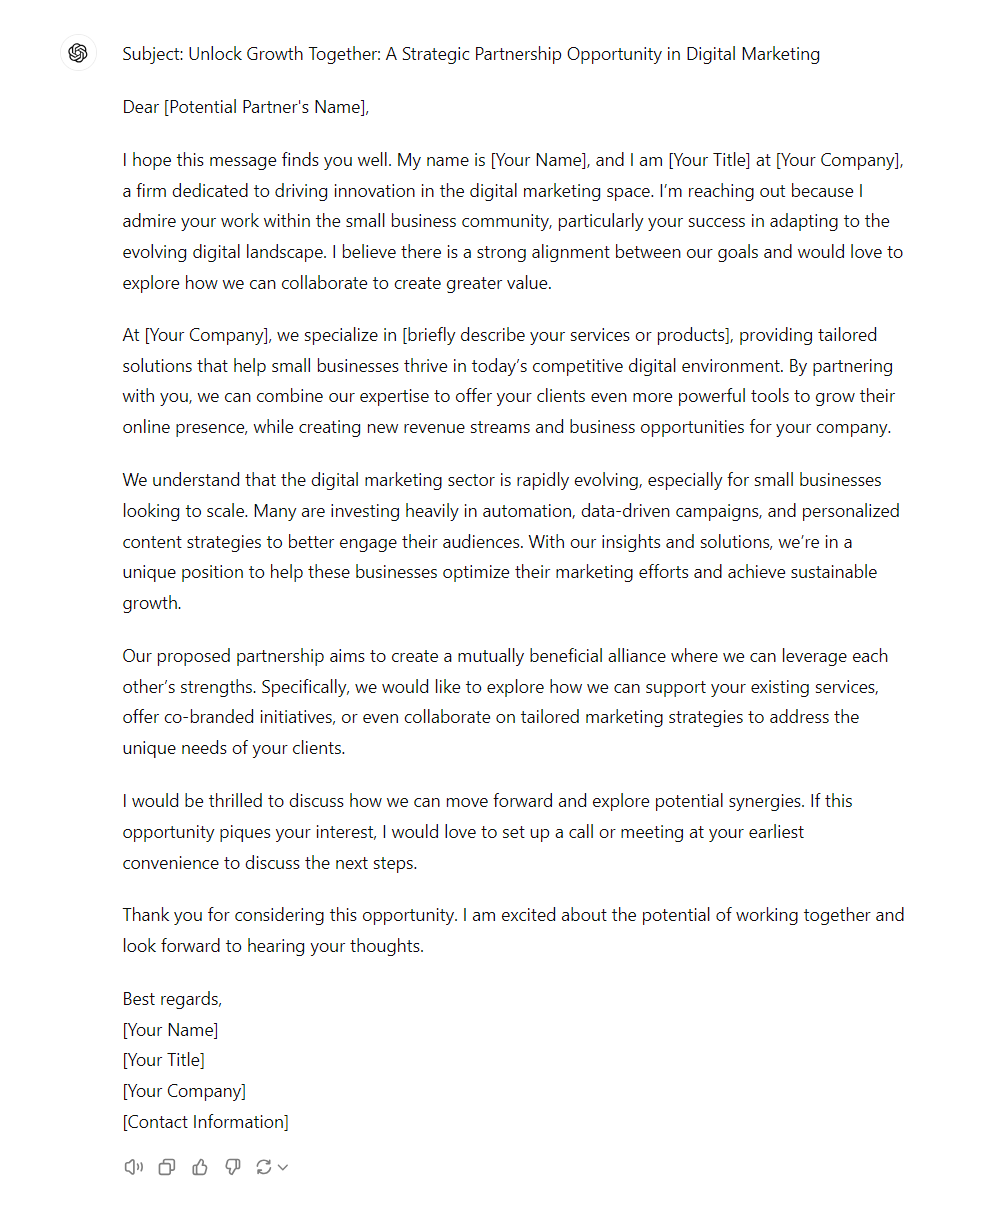 Subject: Unlock Growth Together: A Strategic Partnership Opportunity in Digital Marketing
Dear [Potential Partner's Name],
I hope this message finds you well. My name is [Your Name], and I am [Your Title] at [Your Company],
a firm dedicated to driving innovation in the digital marketing space. I’m reaching out because I
admire your work within the small business community, particularly your success in adapting to the
evolving digital landscape. I believe there is a strong alignment between our goals and would love to
explore how we can collaborate to create greater value.
At [Your Company], we specialize in [briefly describe your services or products], providing tailored
solutions that help small businesses thrive in today’s competitive digital environment. By partnering
with you, we can combine our expertise to offer your clients even more powerful tools to grow their
online presence, while creating new revenue streams and business opportunities for your company.
We understand that the digital marketing sector is rapidly evolving, especially for small businesses
looking to scale. Many are investing heavily in automation, data-driven campaigns, and personalized
content strategies to better engage their audiences. With our insights and solutions, we’re in a
unique position to help these businesses optimize their marketing efforts and achieve sustainable
growth.
Our proposed partnership aims to create a mutually beneficial alliance where we can leverage each
other’s strengths. Specifically, we would like to explore how we can support your existing services,
offer co-branded initiatives, or even collaborate on tailored marketing strategies to address the
unique needs of your clients.
I would be thrilled to discuss how we can move forward and explore potential synergies. If this
opportunity piques your interest, I would love to set up a call or meeting at your earliest
convenience to discuss the next steps.
Thank you for considering this opportunity. I am excited about the potential of working together and
look forward to hearing your thoughts.
Best regards,
[Your Name]
[Your Title]
[Your Company]
[Contact Information]